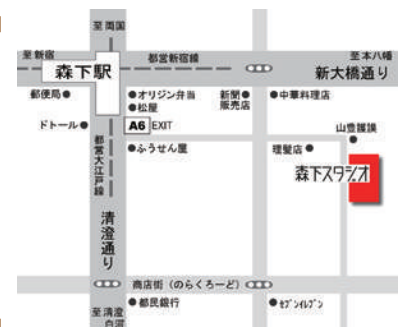 至両国
至新宿
都営新宿線
至本八幡
森下駅
新大橋通り
郵便局●
●オリジン弁当
●松屋
新聞●
販売店
●中華料理店
ドトール●
A6 EXIT
山豊護謨
●ふうせん屋
理髪店●
都営大江戸線
森下スタジオ
清澄通り
商店街(のらくろーど)
●都民銀行
●セブンイレブン
至清澄
白河